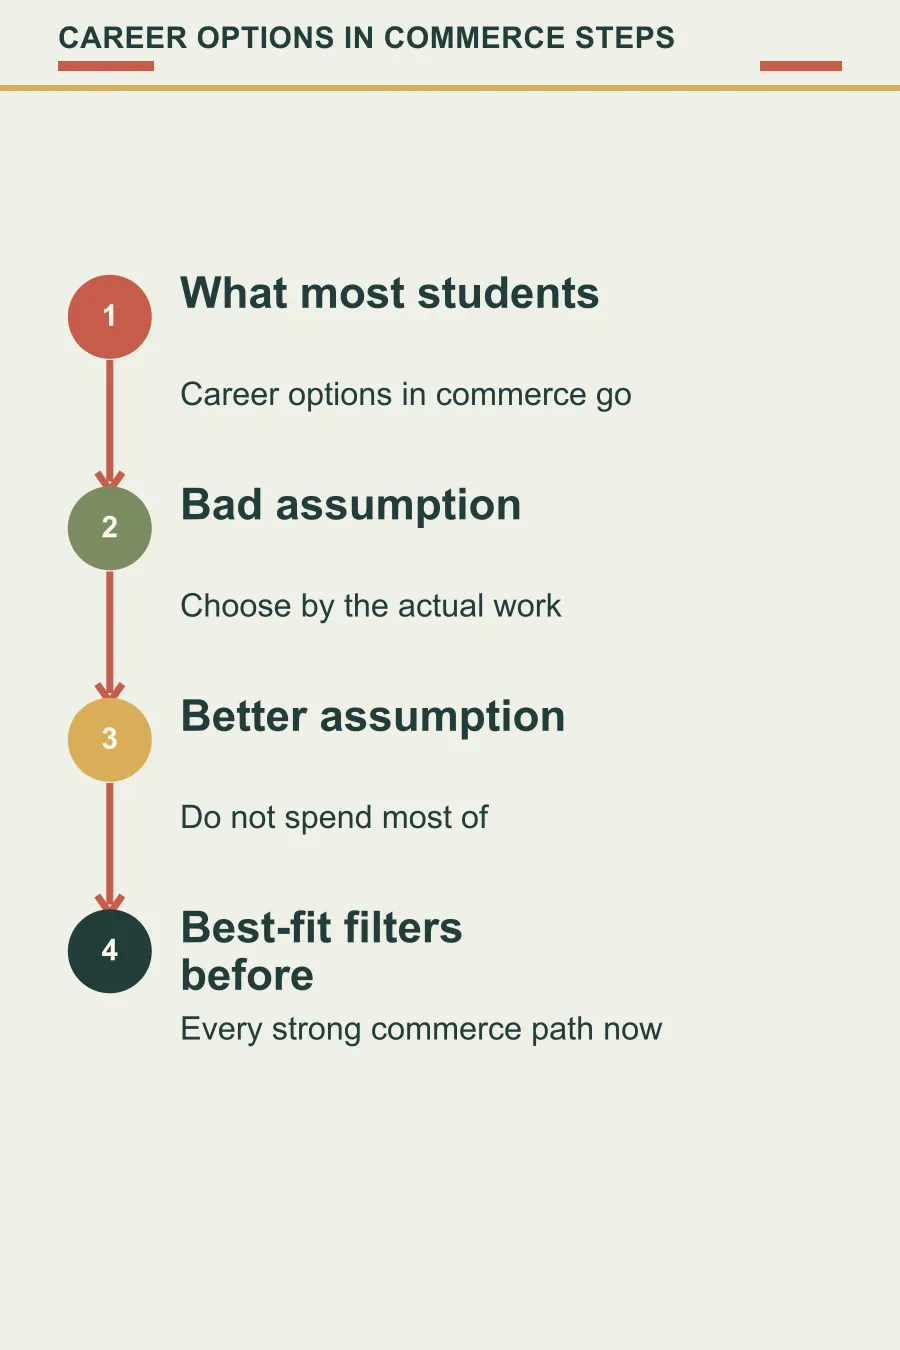 CAREER OPTIONS IN COMMERCE STEPS
1
What most students
Career options in commerce go
2
Bad assumption
Choose by the actual work
3
Better assumption
Do not spend most of
4
Best-fit filters
before
Every strong commerce path now